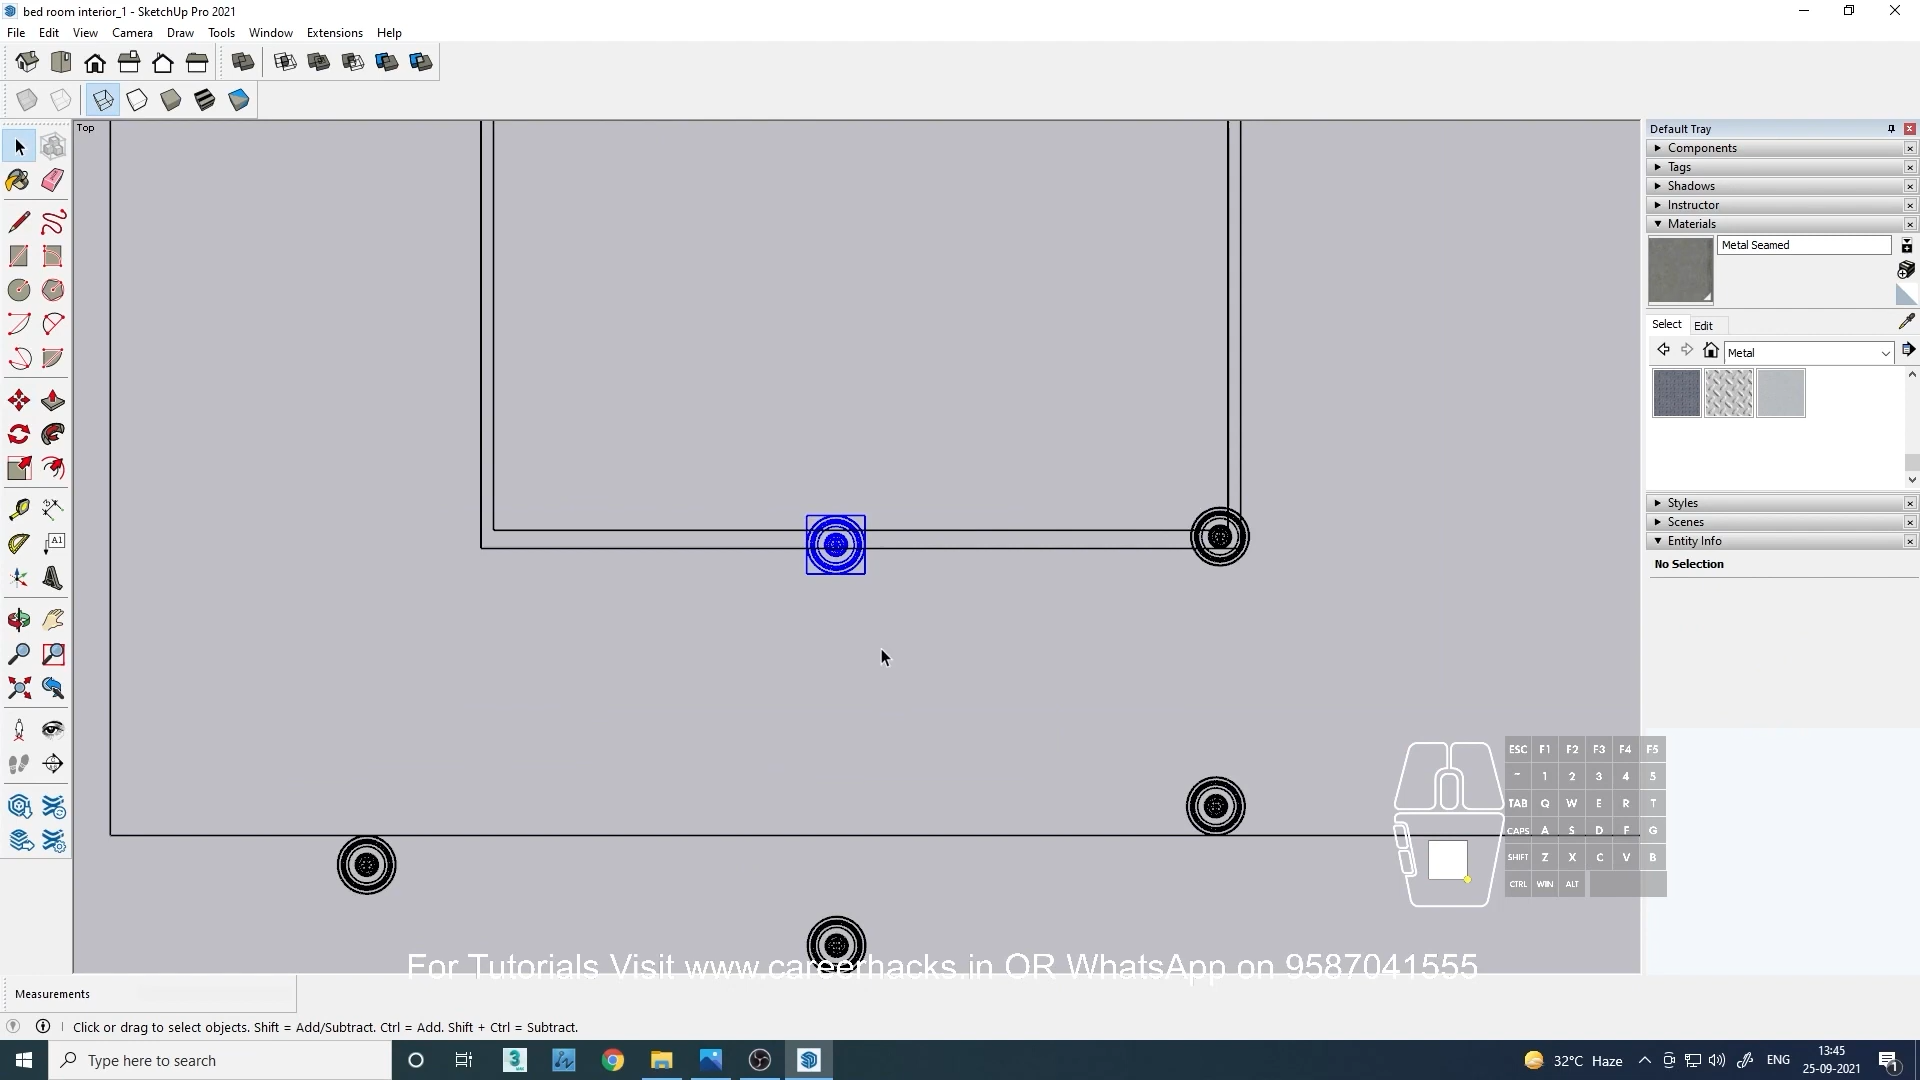 bed room interior_1 - SketchUp Pro 2021
File Edit View Camera Draw Tools Window Extensions Help
Top
Default Tray
Components
Tags
Shadows
Instructor
Materials
Metal Seamed
Select Edit
Metal
Styles
Scenes
Entity Info
No Selection
A1
ESC F1 F2 F3 F4 F5
~ 1 2 3 4 5
TAB Q W E R T
CAPS A S D F G
SHIFT Z X C V B
CTRL WIN ALT
For Tutorials Visit www.careerhacks.in OR WhatsApp on 9587041555
Measurements
Click or drag to select objects. Shift = Add/Subtract. Ctrl = Add. Shift + Ctrl = Subtract.
Type here to search
3
32°C Haze
ENG
13:45
25-09-2021
1